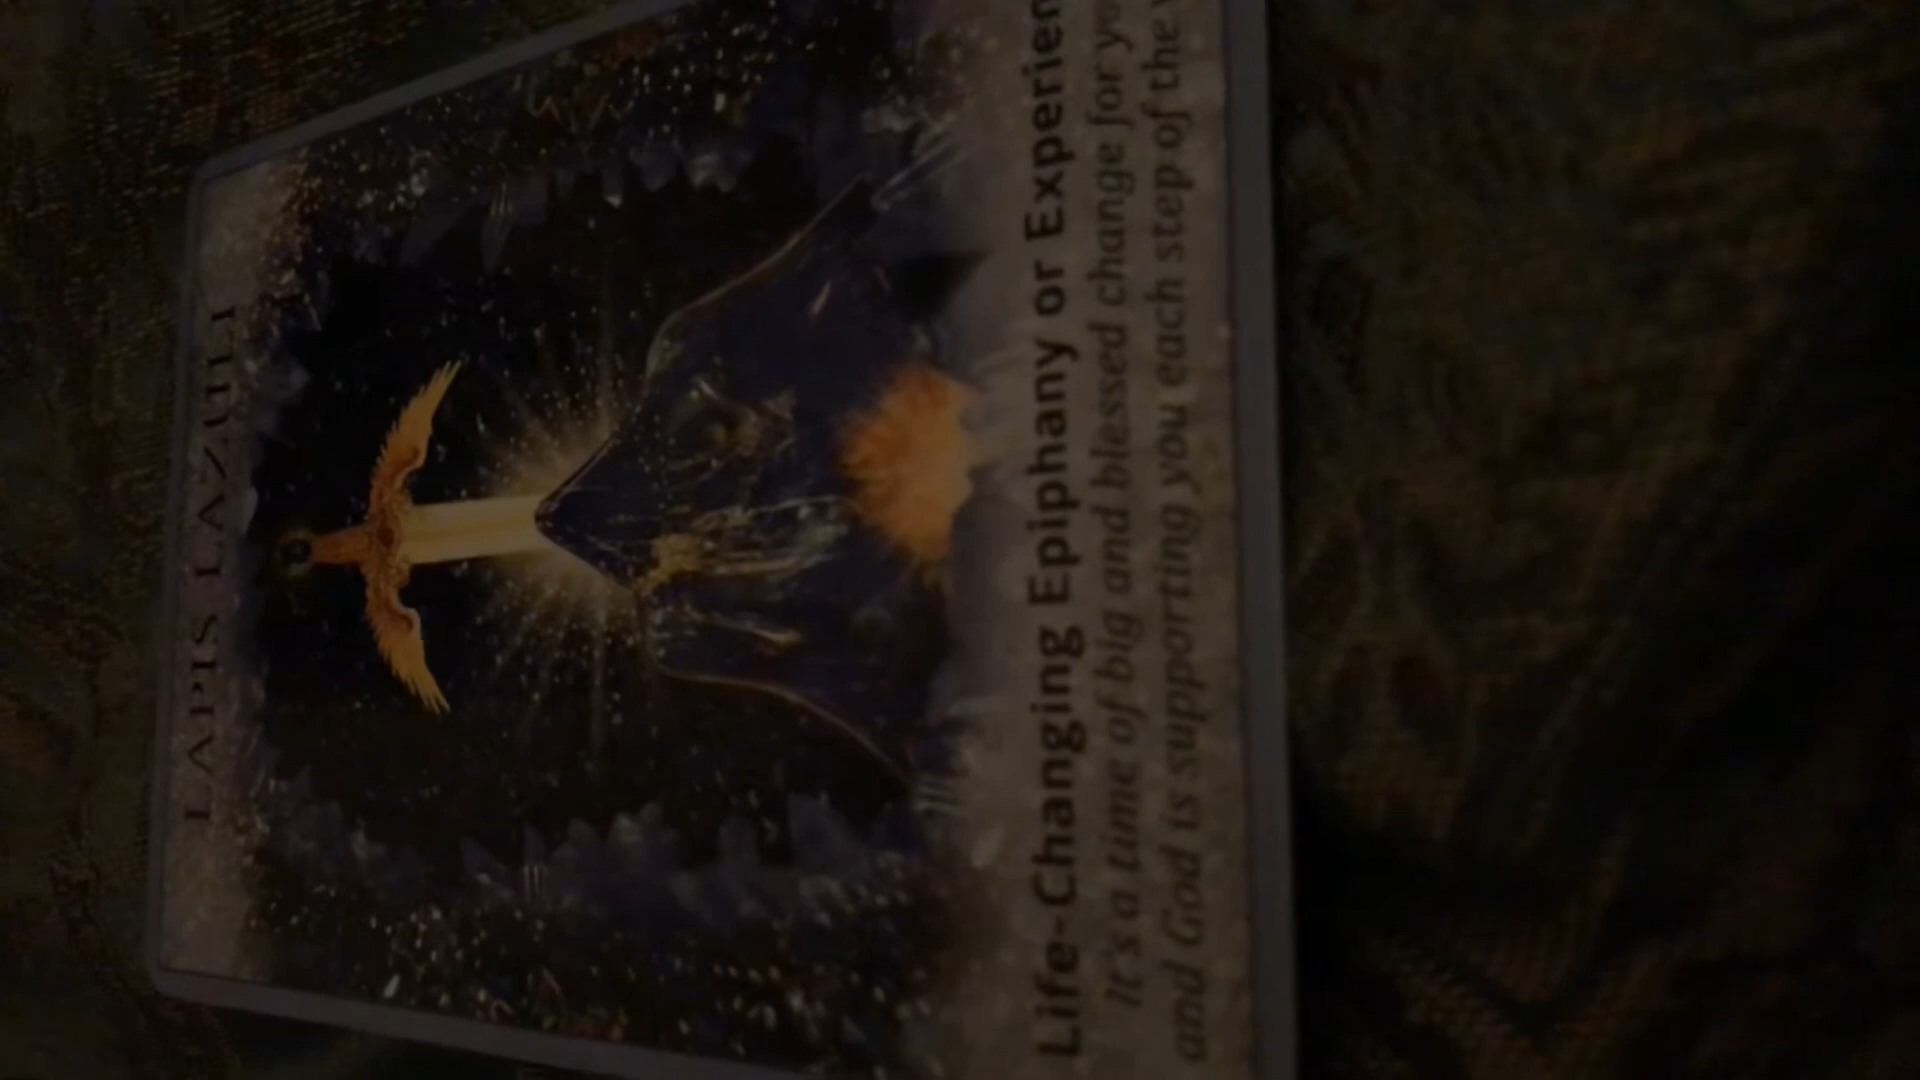 LAPIS LAZULI
Life-Changing Epiphany or Experien
It's a time of big and blessed change for yo
and God is supporting you each step of the